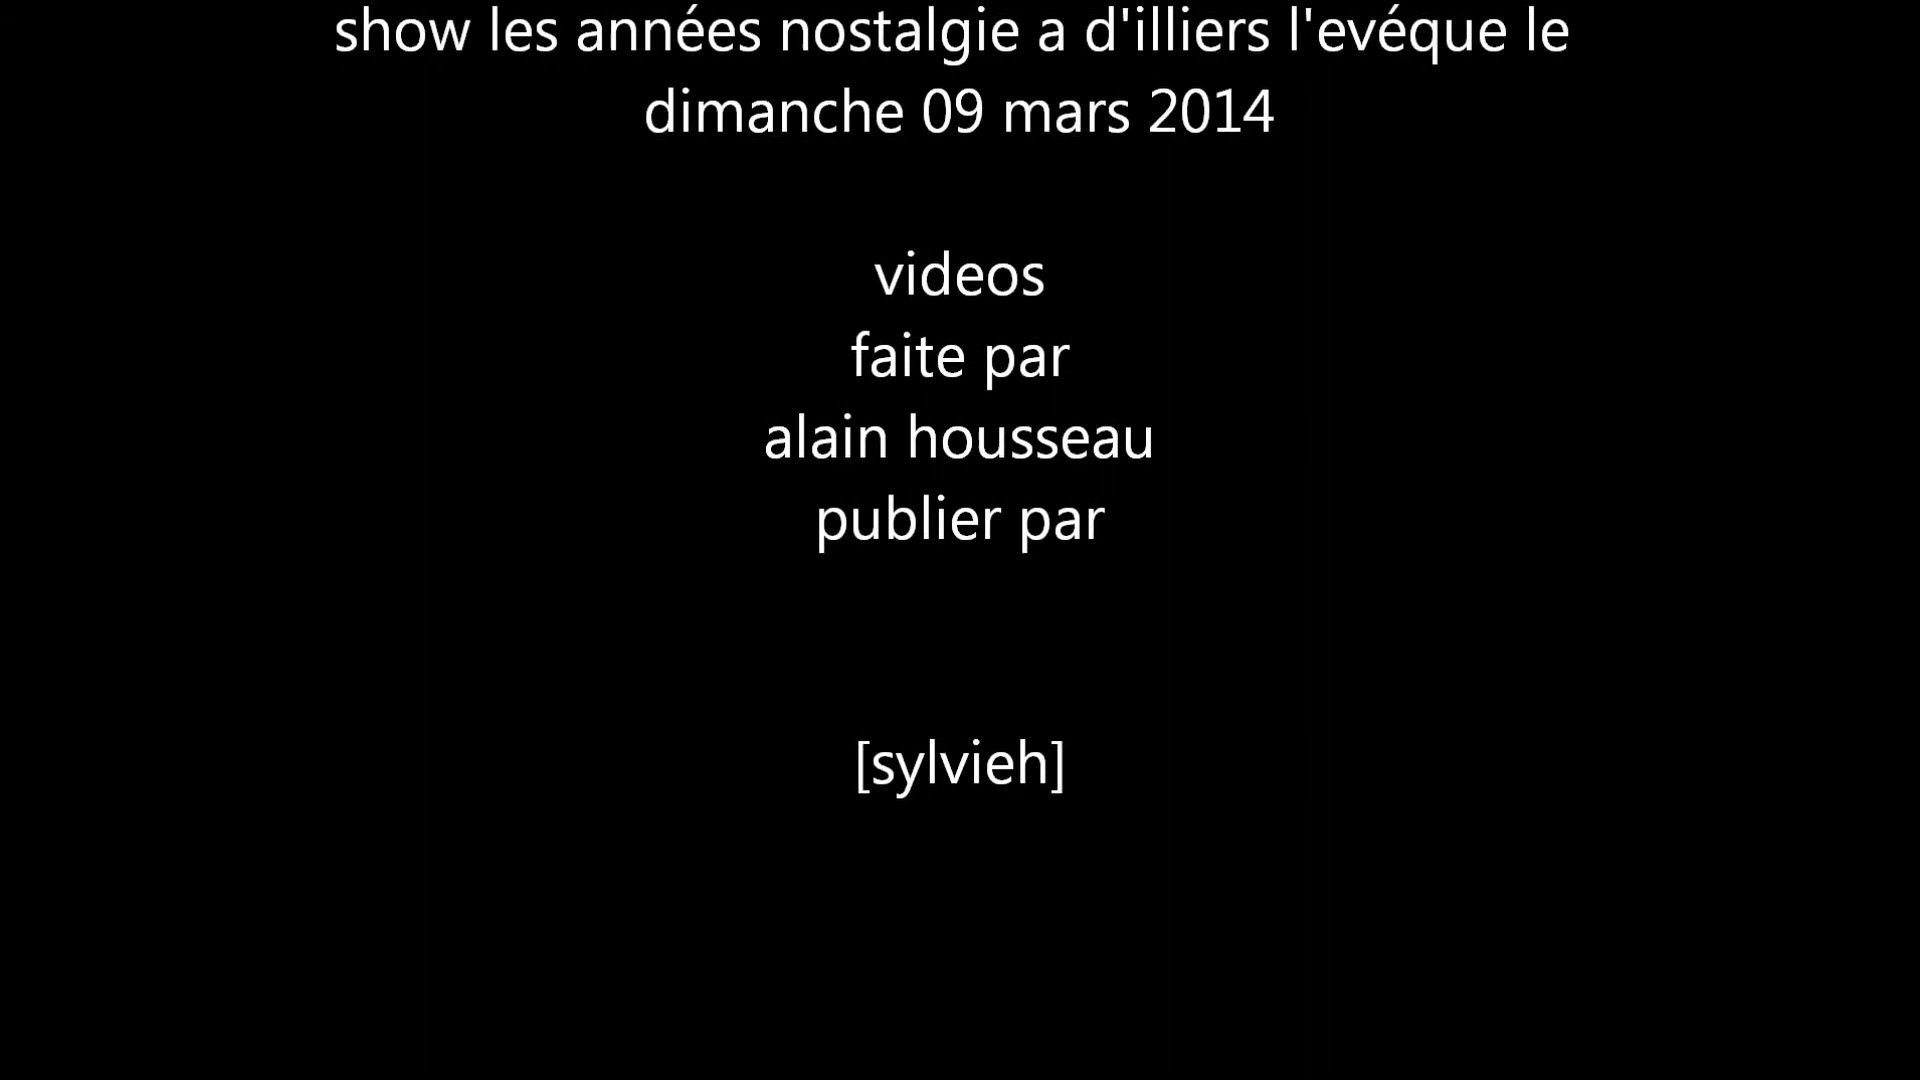 show les années nostalgie a d'illiers l'evéque le
dimanche 09 mars 2014
videos
faite par
alain housseau
publier par
[sylvieh]